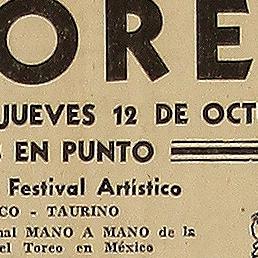 ORE
JUEVES 12 DE OCT
EN PUNTO
Festival Artístico
CO - TAURINO
nal MANO A MANO de la
el Toreo en México